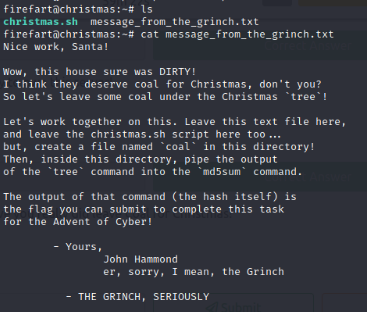 firefart@christmas:~# ls
christmas.sh  message_from_the_grinch.txt
firefart@christmas:~# cat message_from_the_grinch.txt
Nice work, Santa!

Wow, this house sure was DIRTY!
I think they deserve coal for Christmas, don't you?
So let's leave some coal under the Christmas `tree`!

Let's work together on this. Leave this text file here,
and leave the christmas.sh script here too...
but, create a file named `coal` in this directory!
Then, inside this directory, pipe the output
of the `tree` command into the `md5sum` command.

The output of that command (the hash itself) is
the flag you can submit to complete this task
for the Advent of Cyber!

        - Yours,
                John Hammond
                er, sorry, I mean, the Grinch

          - THE GRINCH, SERIOUSLY